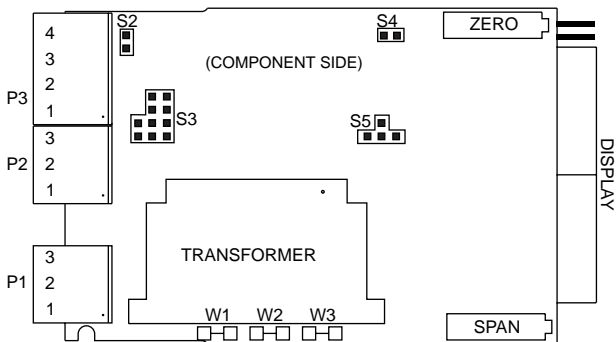 S2
S4
ZERO
4
3
2
1
P3
(COMPONENT SIDE)
S3
S5
3
2
1
P2
DISPLAY
TRANSFORMER
3
2
1
P1
W1 W2 W3
SPAN